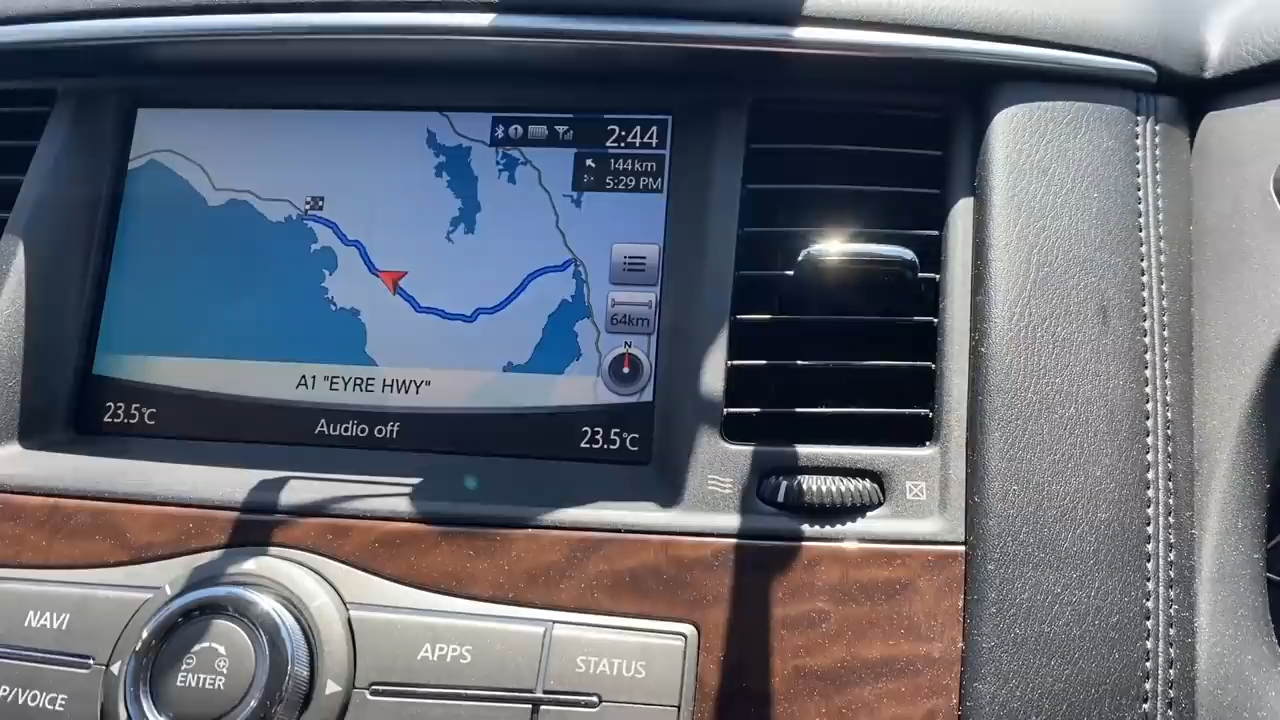 1
2:44
144km
5:29 PM
64km
N
A1 "EYRE HWY"
23.5°C
Audio off
23.5°C
NAVI
APPS
STATUS
ENTER
P/VOICE